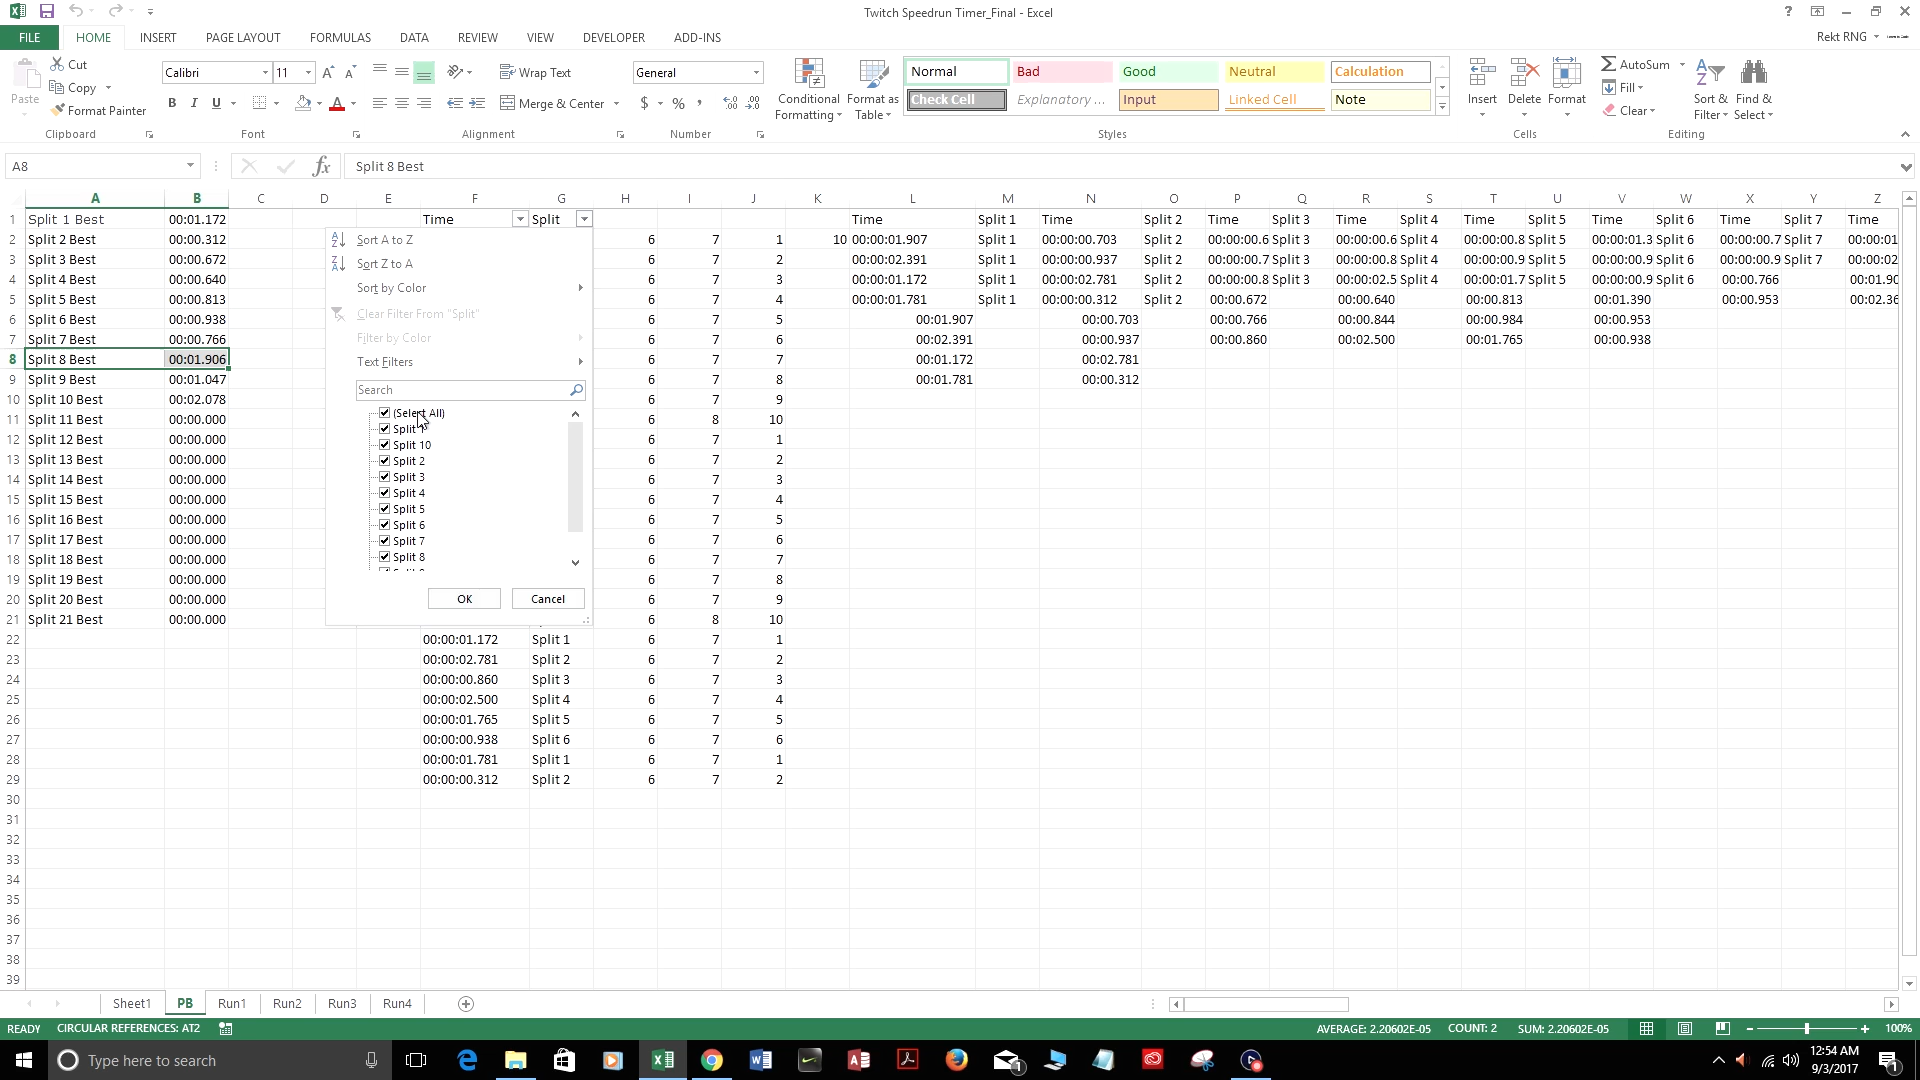 Twitch Speedrun Timer_Final - Excel
FILE HOME INSERT PAGE LAYOUT FORMULAS DATA REVIEW VIEW DEVELOPER ADD-INS Rekt RNG
Cut
Copy
Format Painter
Paste
Clipboard
Calibri 11
B I U
Font
Wrap Text
Merge & Center
Alignment
General
$ % ,
Number
Conditional Formatting
Format as Table
Normal Bad Good Neutral Calculation
Check Cell Explanatory ... Input Linked Cell Note
Styles
Insert Delete Format
Cells
AutoSum
Fill
Clear
Sort & Filter
Find & Select
Editing
A8 fx Split 8 Best
A B C D E F G H I J K L M N O P Q R S T U V W X Y Z
1 Split 1 Best 00:01.172 Time Split Time Split 1 Time Split 2 Time Split 3 Time Split 4 Time Split 5 Time Split 6 Time Split 7 Time
2 Split 2 Best 00:00.312 6 7 1 10 00:00:01.907 Split 1 00:00:00.703 Split 2 00:00:00.6 Split 3 00:00:00.6 Split 4 00:00:00.8 Split 5 00:00:01.3 Split 6 00:00:00.7 Split 7 00:00:01
3 Split 3 Best 00:00.672 6 7 2 00:00:02.391 Split 1 00:00:00.937 Split 2 00:00:00.7 Split 3 00:00:00.8 Split 4 00:00:00.9 Split 5 00:00:00.9 Split 6 00:00:00.9 Split 7 00:00:02
4 Split 4 Best 00:00.640 6 7 3 00:00:01.172 Split 1 00:00:02.781 Split 2 00:00:00.8 Split 3 00:00:02.5 Split 4 00:00:01.7 Split 5 00:00:00.9 Split 6 00:00.766 00:01.90
5 Split 5 Best 00:00.813 6 7 4 00:00:01.781 Split 1 00:00:00.312 Split 2 00:00.672 00:00.640 00:00.813 00:01.390 00:00.953 00:02.36
6 Split 6 Best 00:00.938 6 7 5 00:01.907 00:00.703 00:00.766 00:00.844 00:00.984 00:00.953
7 Split 7 Best 00:00.766 6 7 6 00:02.391 00:00.937 00:00.860 00:02.500 00:01.765 00:00.938
8 Split 8 Best 00:01.906 6 7 7 00:01.172 00:02.781
9 Split 9 Best 00:01.047 6 7 8 00:01.781 00:00.312
10 Split 10 Best 00:02.078 6 7 9
11 Split 11 Best 00:00.000 6 8 10
12 Split 12 Best 00:00.000 6 7 1
13 Split 13 Best 00:00.000 6 7 2
14 Split 14 Best 00:00.000 6 7 3
15 Split 15 Best 00:00.000 6 7 4
16 Split 16 Best 00:00.000 6 7 5
17 Split 17 Best 00:00.000 6 7 6
18 Split 18 Best 00:00.000 6 7 7
19 Split 19 Best 00:00.000 6 7 8
20 Split 20 Best 00:00.000 6 7 9
21 Split 21 Best 00:00.000 6 8 10
22 00:00:01.172 Split 1 6 7 1
23 00:00:02.781 Split 2 6 7 2
24 00:00:00.860 Split 3 6 7 3
25 00:00:02.500 Split 4 6 7 4
26 00:00:01.765 Split 5 6 7 5
27 00:00:00.938 Split 6 6 7 6
28 00:00:01.781 Split 1 6 7 1
29 00:00:00.312 Split 2 6 7 2
30
31
32
33
34
35
36
37
38
39
Sort A to Z
Sort Z to A
Sort by Color
Clear Filter From "Split"
Filter by Color
Text Filters
Search
(Select All)
Split 1
Split 10
Split 2
Split 3
Split 4
Split 5
Split 6
Split 7
Split 8
OK Cancel
Sheet1 PB Run1 Run2 Run3 Run4
READY CIRCULAR REFERENCES: AT2 AVERAGE: 2.20602E-05 COUNT: 2 SUM: 2.20602E-05 100%
Type here to search
12:54 AM
9/3/2017